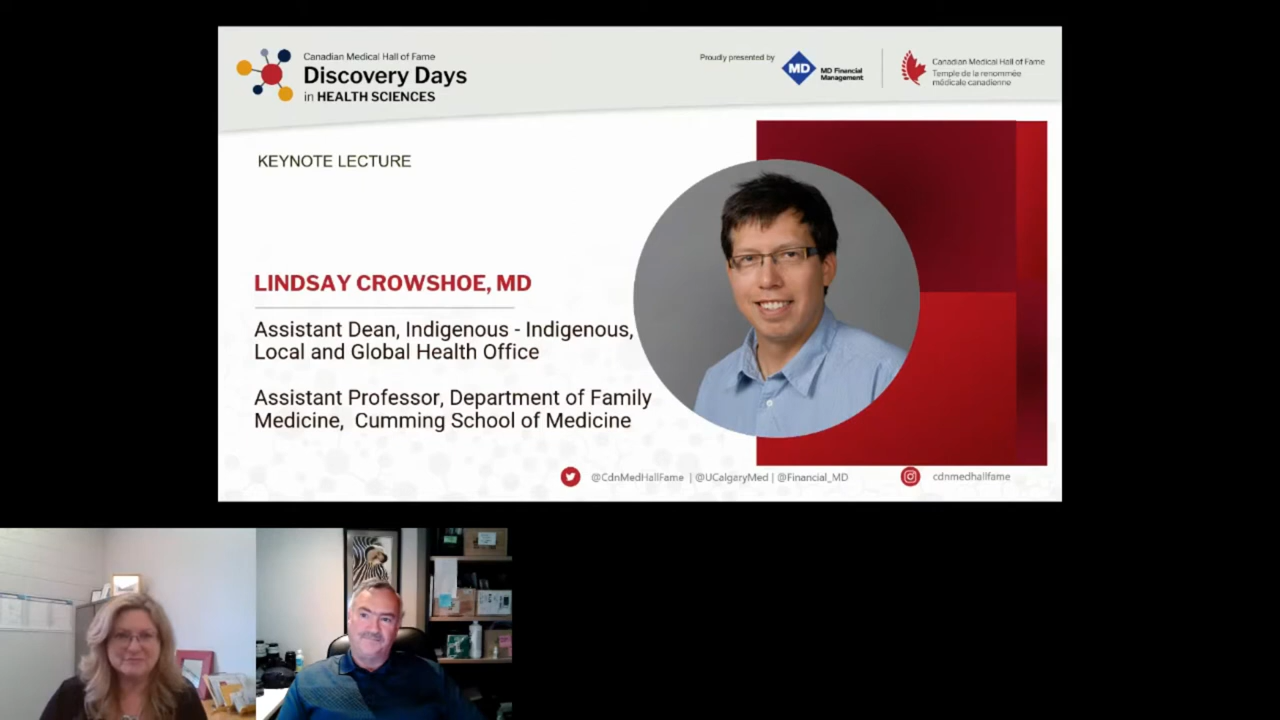 Canadian Medical Hall of Fame
Discovery Days
in HEALTH SCIENCES
Proudly presented by
MD
MD Financial
Management
Canadian Medical Hall of Fame
Temple de la renommée
médicale canadienne
KEYNOTE LECTURE
LINDSAY CROWSHOE, MD
Assistant Dean, Indigenous - Indigenous,
Local and Global Health Office
Assistant Professor, Department of Family
Medicine, Cumming School of Medicine
@CdnMedHallFame | @UCalgaryMed | @Financial_MD
cdnmedhallfame